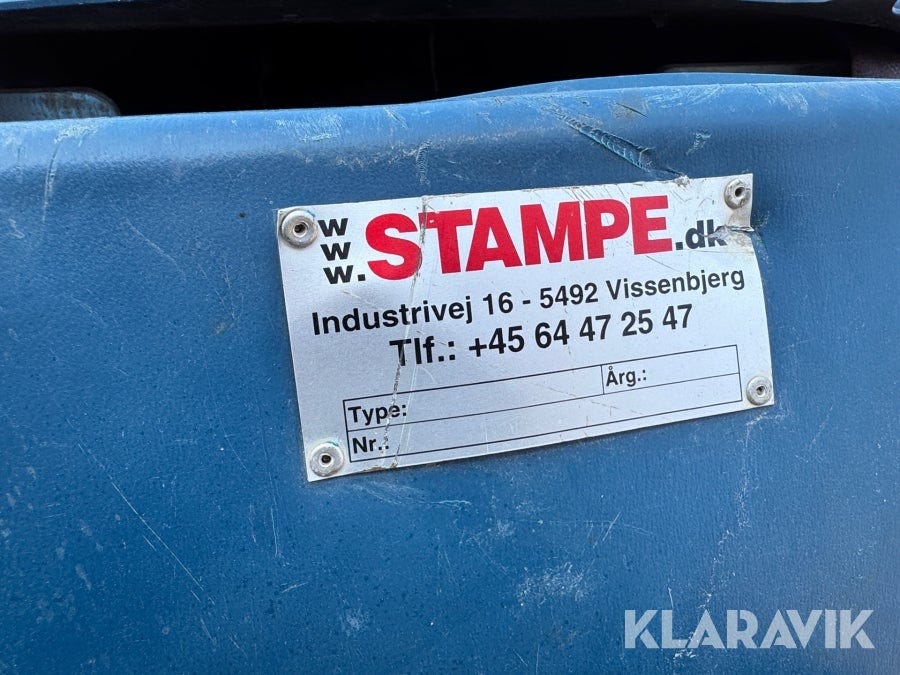 www.STAMPE.dk
Industrivej 16 - 5492 Vissenbjerg
Tlf.: +45 64 47 25 47
Type: Årg.:
Nr.:
KLARAVIK